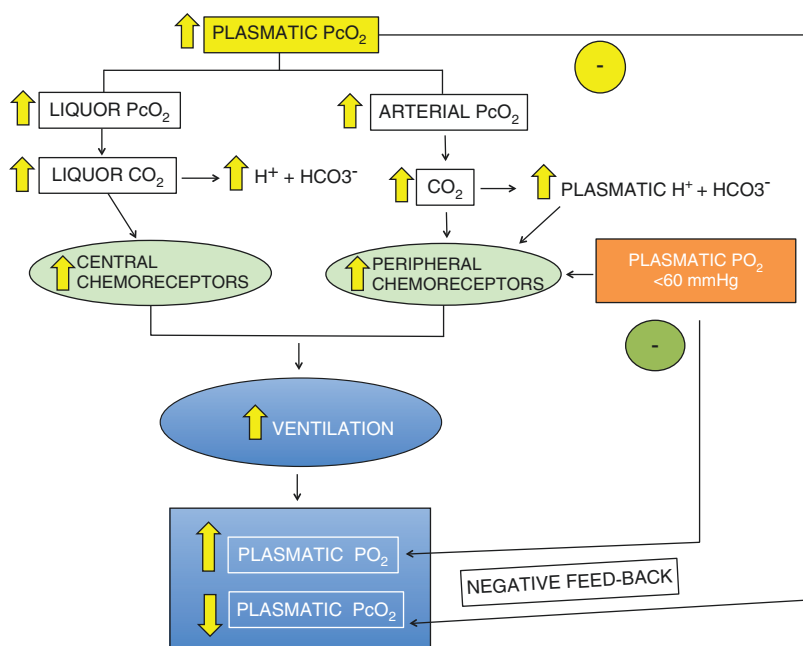 PLASMATIC PcO₂
-
LIQUOR PcO₂
ARTERIAL PcO₂
LIQUOR CO₂
H⁺ + HCO3⁻
CO₂
PLASMATIC H⁺ + HCO3⁻
CENTRAL
CHEMORECEPTORS
PERIPHERAL
CHEMORECEPTORS
PLASMATIC PO₂
<60 mmHg
-
VENTILATION
PLASMATIC PO₂
NEGATIVE FEED-BACK
PLASMATIC PcO₂